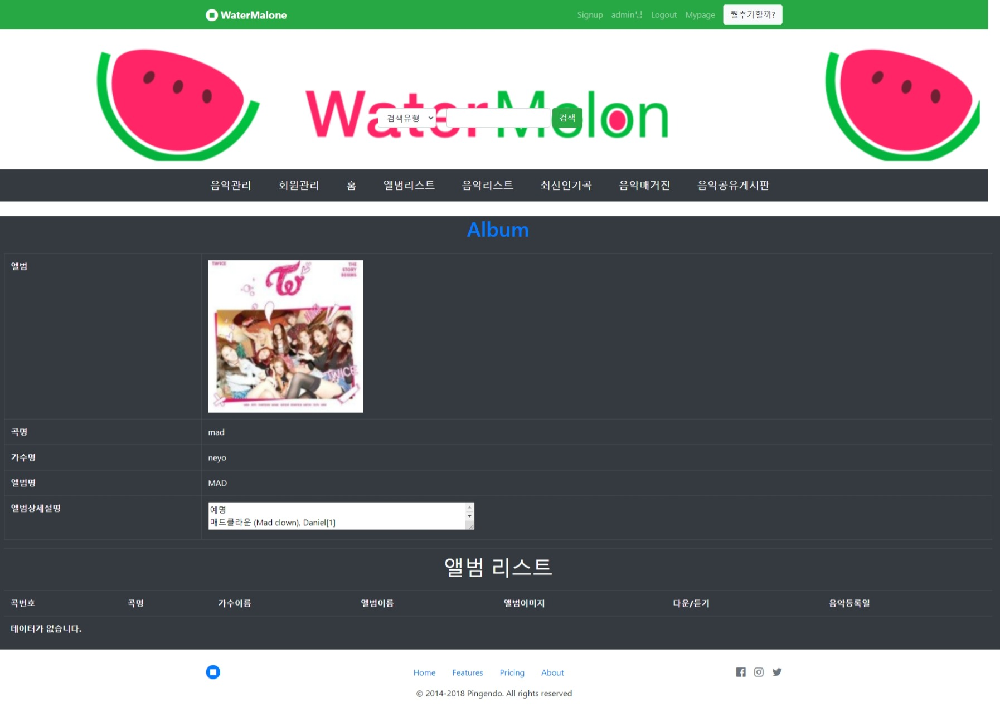 WaterMalone
Signup admin님 Logout Mypage 뭘추가할까?
WaterMelon
검색유형 검색
음악관리 회원관리 홈 앨범리스트 음악리스트 최신인기곡 음악매거진 음악공유게시판
Album
앨범
TWICE
THE
STORY
BEGINS
TWICE
곡명 mad
가수명 neyo
앨범명 MAD
앨범상세설명
예명
매드클라운 (Mad clown), Daniel[1]
앨범 리스트
곡번호 곡명 가수이름 앨범이름 앨범이미지 다운/듣기 음악등록일
데이터가 없습니다.
Home Features Pricing About
© 2014-2018 Pingendo. All rights reserved